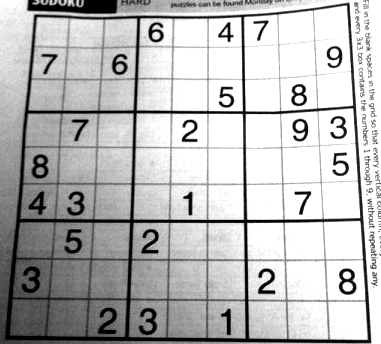 SUDOKU HARD puzzles can be found Monday
6 4 7
7 6 9
5 8
7 2 9 3
8 5
4 3 1 7
5 2
3 2 8
2 3 1
Fill in the blank spaces in the grid so that every vertical
and every 3x3 box contains the numbers 1 through 9, without repeating any.